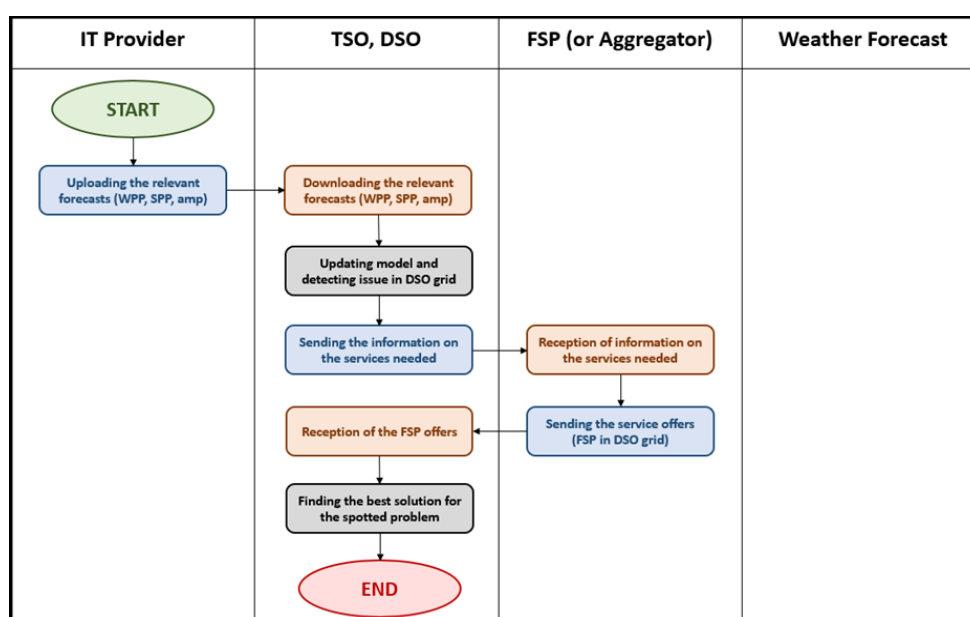 IT Provider
TSO, DSO
FSP (or Aggregator)
Weather Forecast
START
Uploading the relevant
forecasts (WPP, SPP, amp)
Downloading the relevant
forecasts (WPP, SPP, amp)
Updating model and
detecting issue in DSO grid
Sending the information on
the services needed
Reception of information on
the services needed
Sending the service offers
(FSP in DSO grid)
Reception of the FSP offers
Finding the best solution for
the spotted problem
END